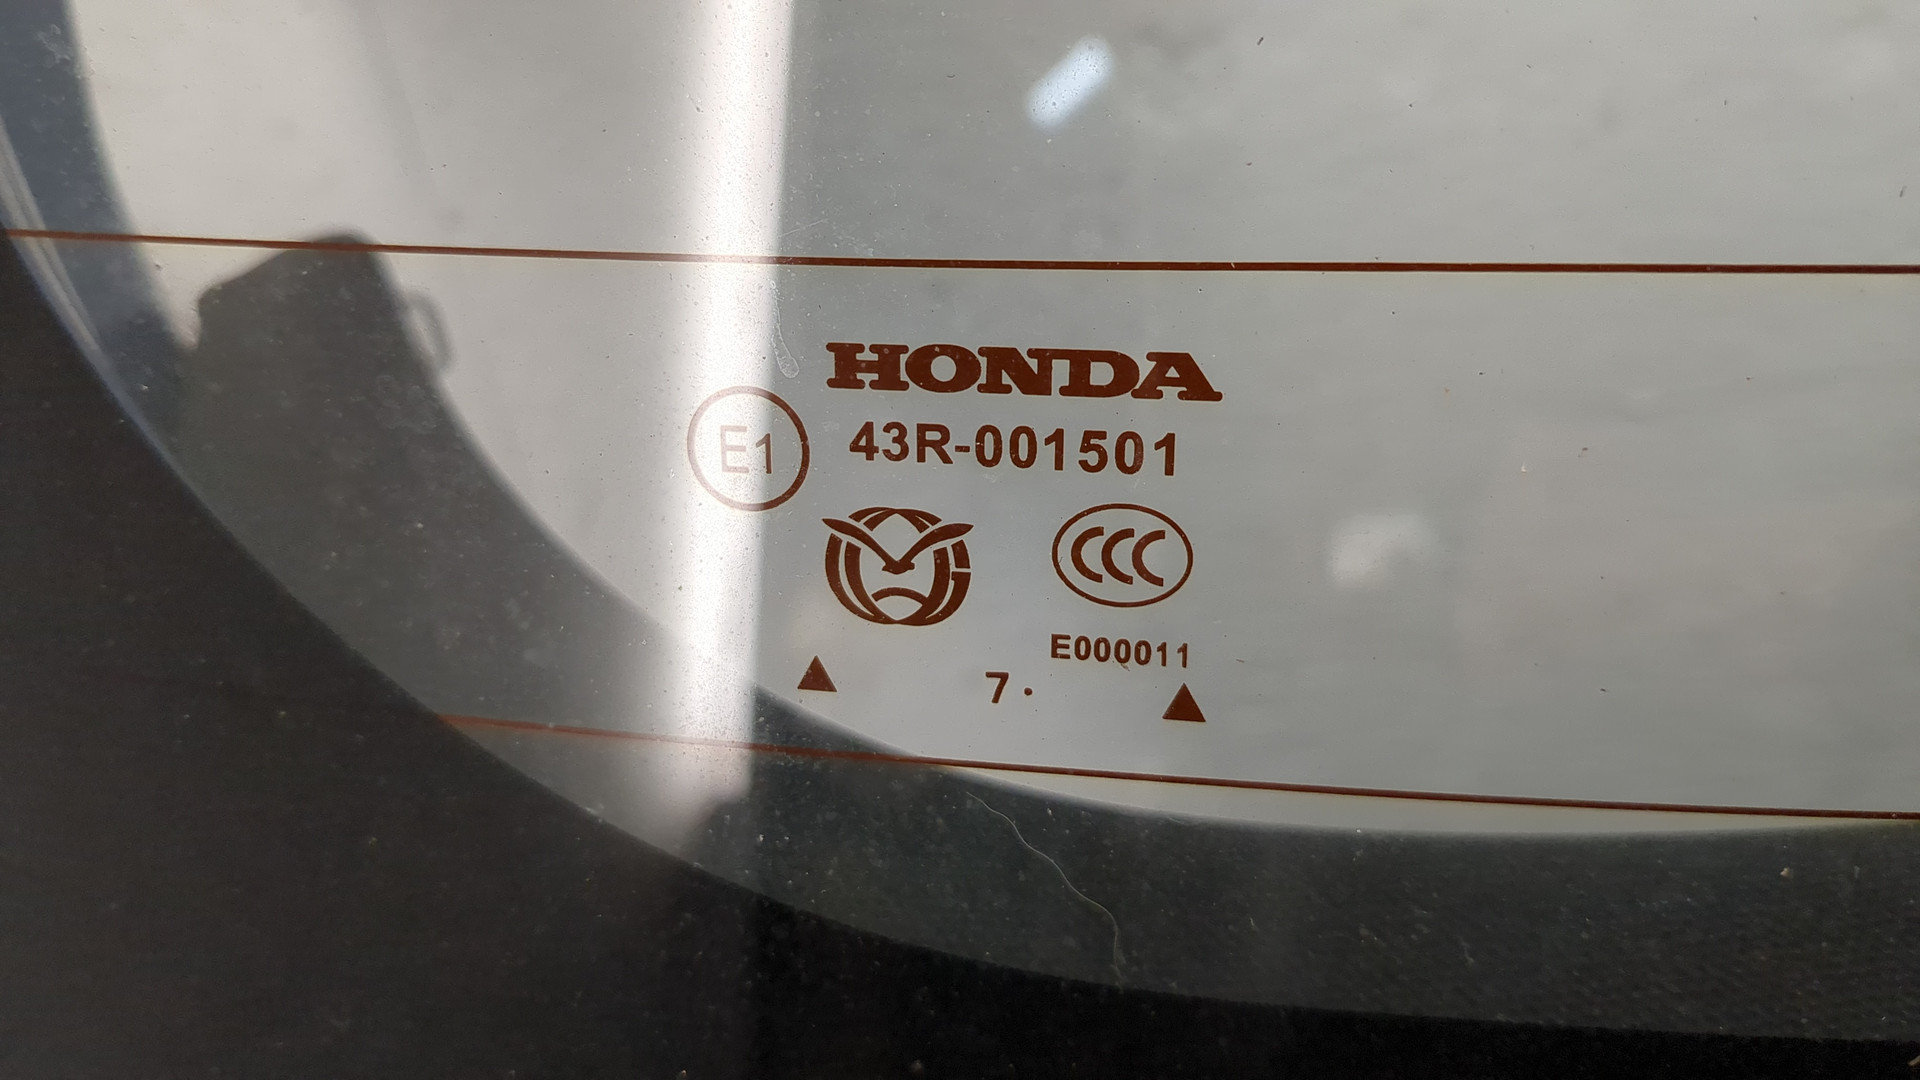 HONDA
E1 43R-001501
CCC
E000011
7 .